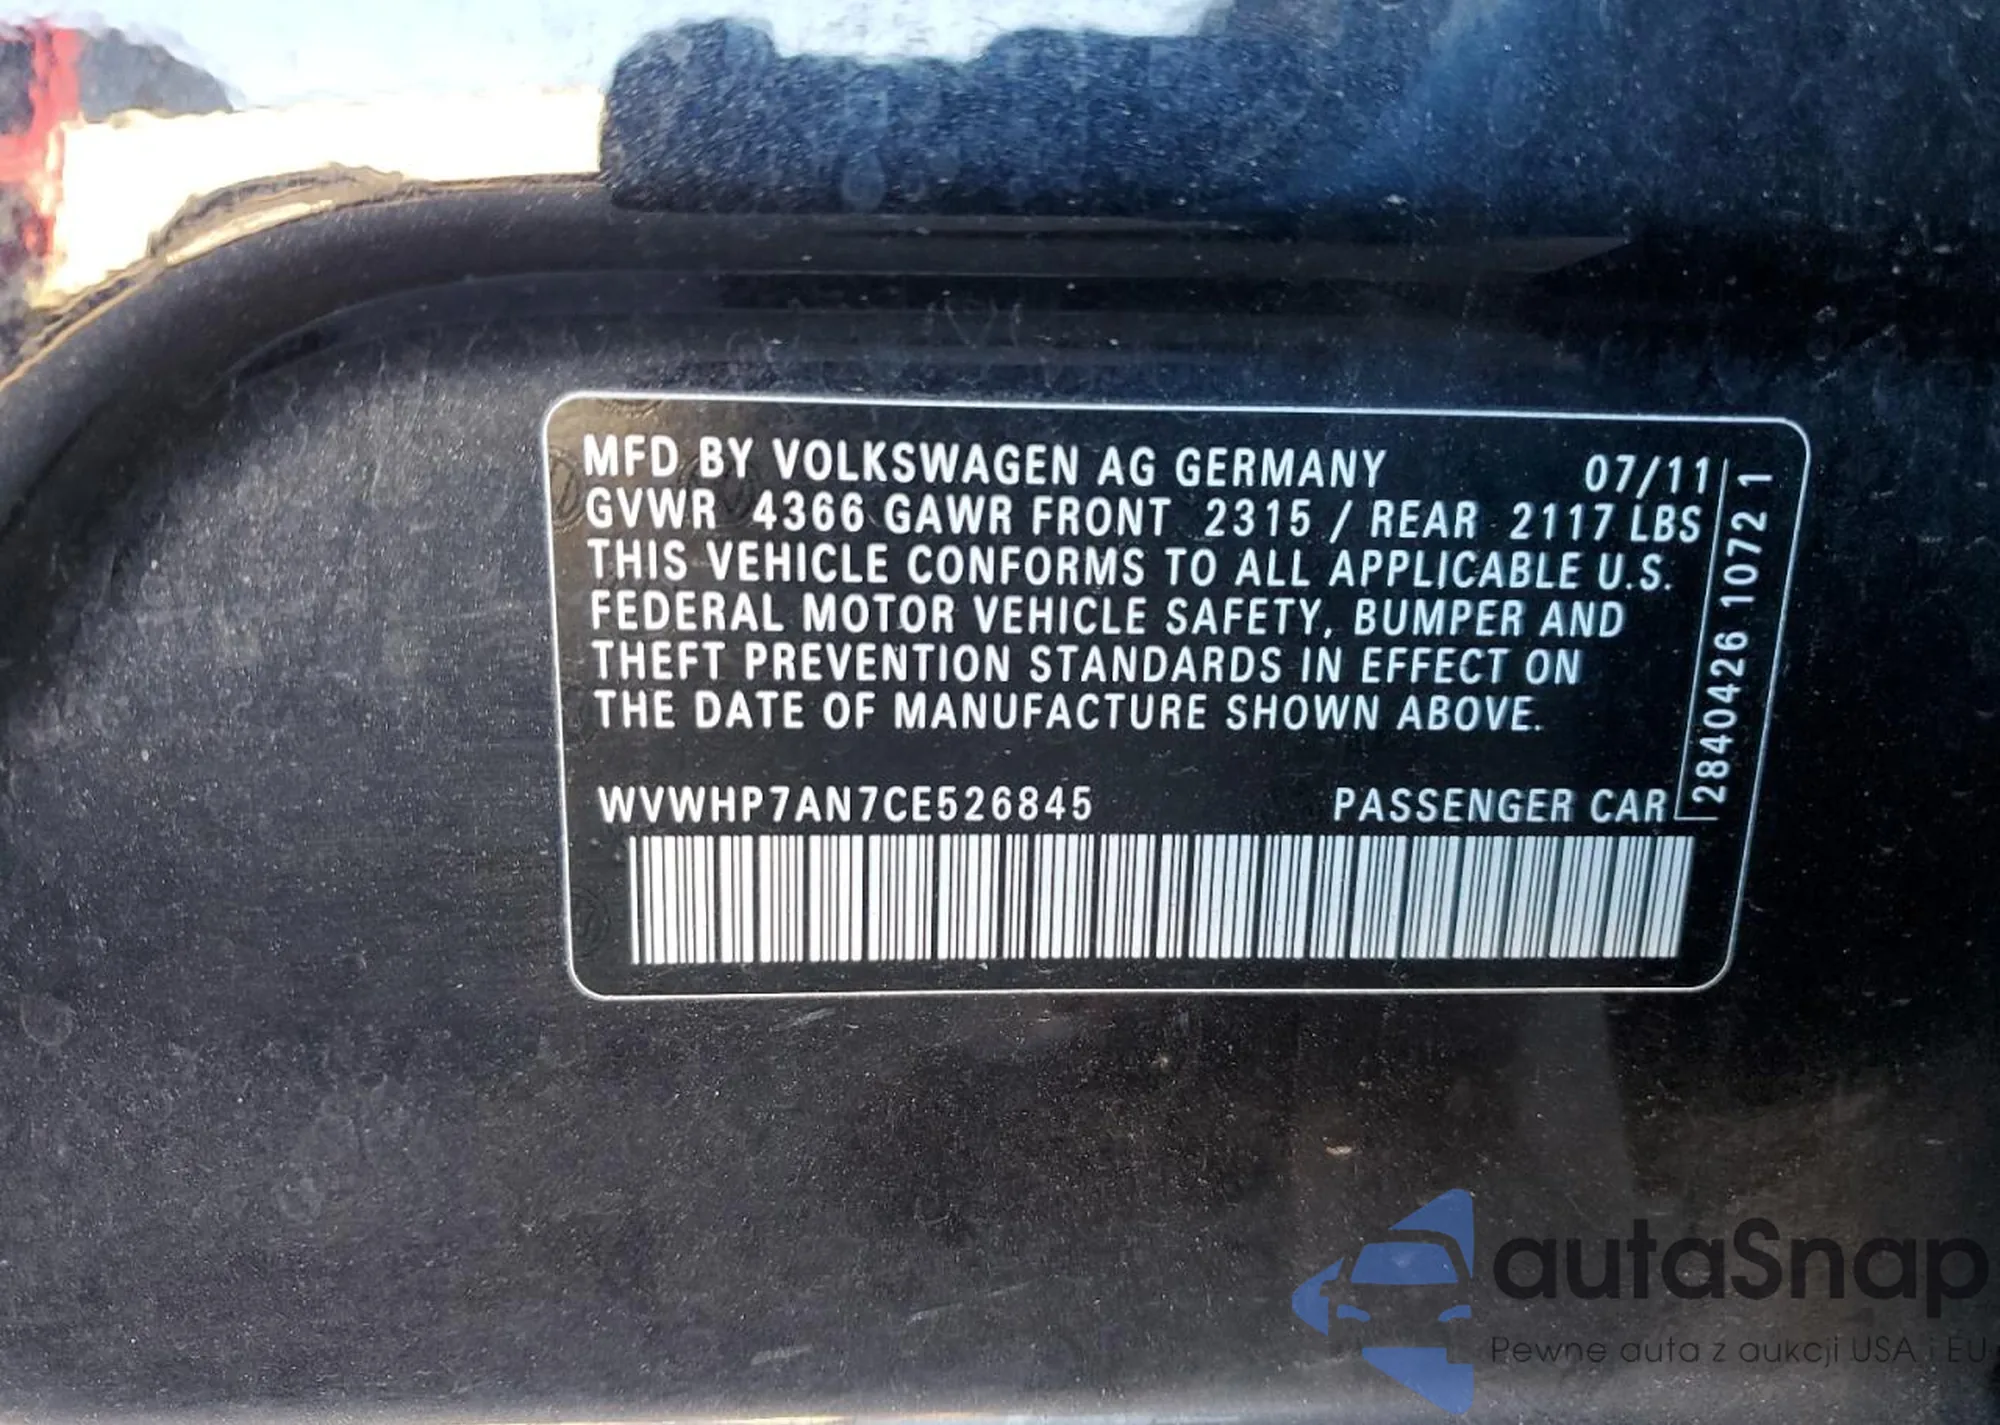 MFD BY VOLKSWAGEN AG GERMANY 07/11
GVWR 4366 GAWR FRONT 2315 / REAR 2117 LBS
THIS VEHICLE CONFORMS TO ALL APPLICABLE U.S.
FEDERAL MOTOR VEHICLE SAFETY, BUMPER AND
THEFT PREVENTION STANDARDS IN EFFECT ON
THE DATE OF MANUFACTURE SHOWN ABOVE.
WVWHP7AN7CE526845 PASSENGER CAR
2840426 1072 1
autaSnap
Pewne auta z aukcji USA i EU